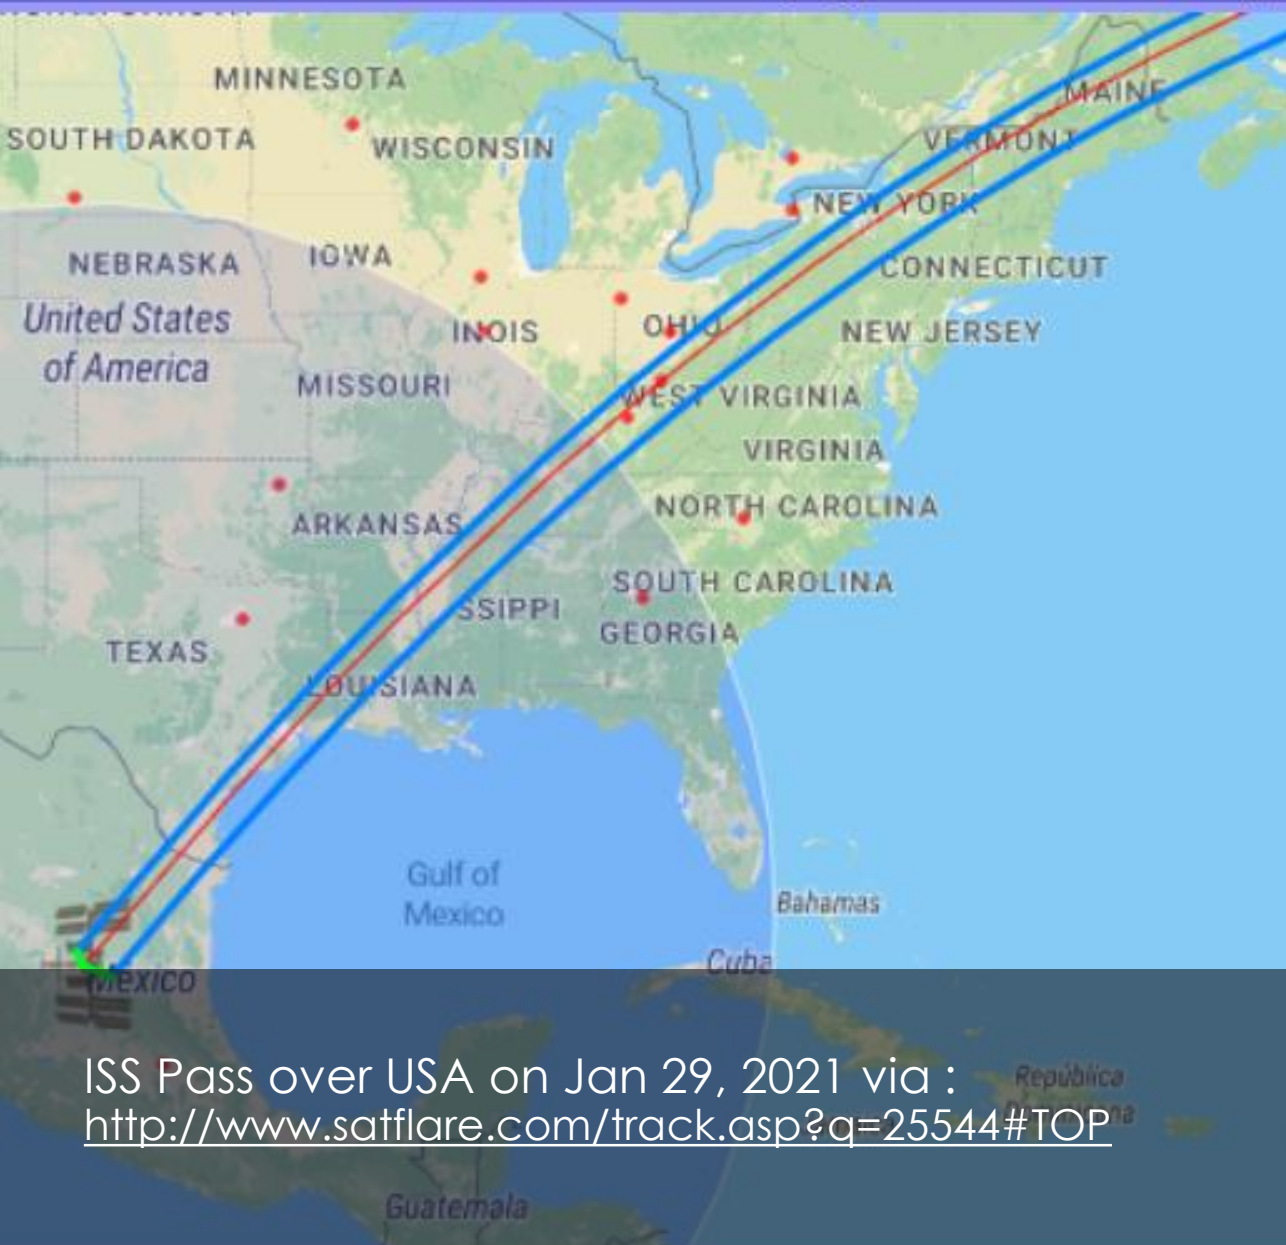 MINNESOTA
SOUTH DAKOTA
WISCONSIN
MAINE
VERMONT
NEW YORK
NEBRASKA
IOWA
CONNECTICUT
United States
of America
INOIS
OHIO
NEW JERSEY
MISSOURI
WEST VIRGINIA
VIRGINIA
ARKANSAS
NORTH CAROLINA
SSIPPI
SOUTH CAROLINA
TEXAS
GEORGIA
LOUISIANA
Gulf of
Mexico
Bahamas
Cuba
Mexico
ISS Pass over USA on Jan 29, 2021 via :
http://www.satflare.com/track.asp?q=25544#TOP
República
Guatemala